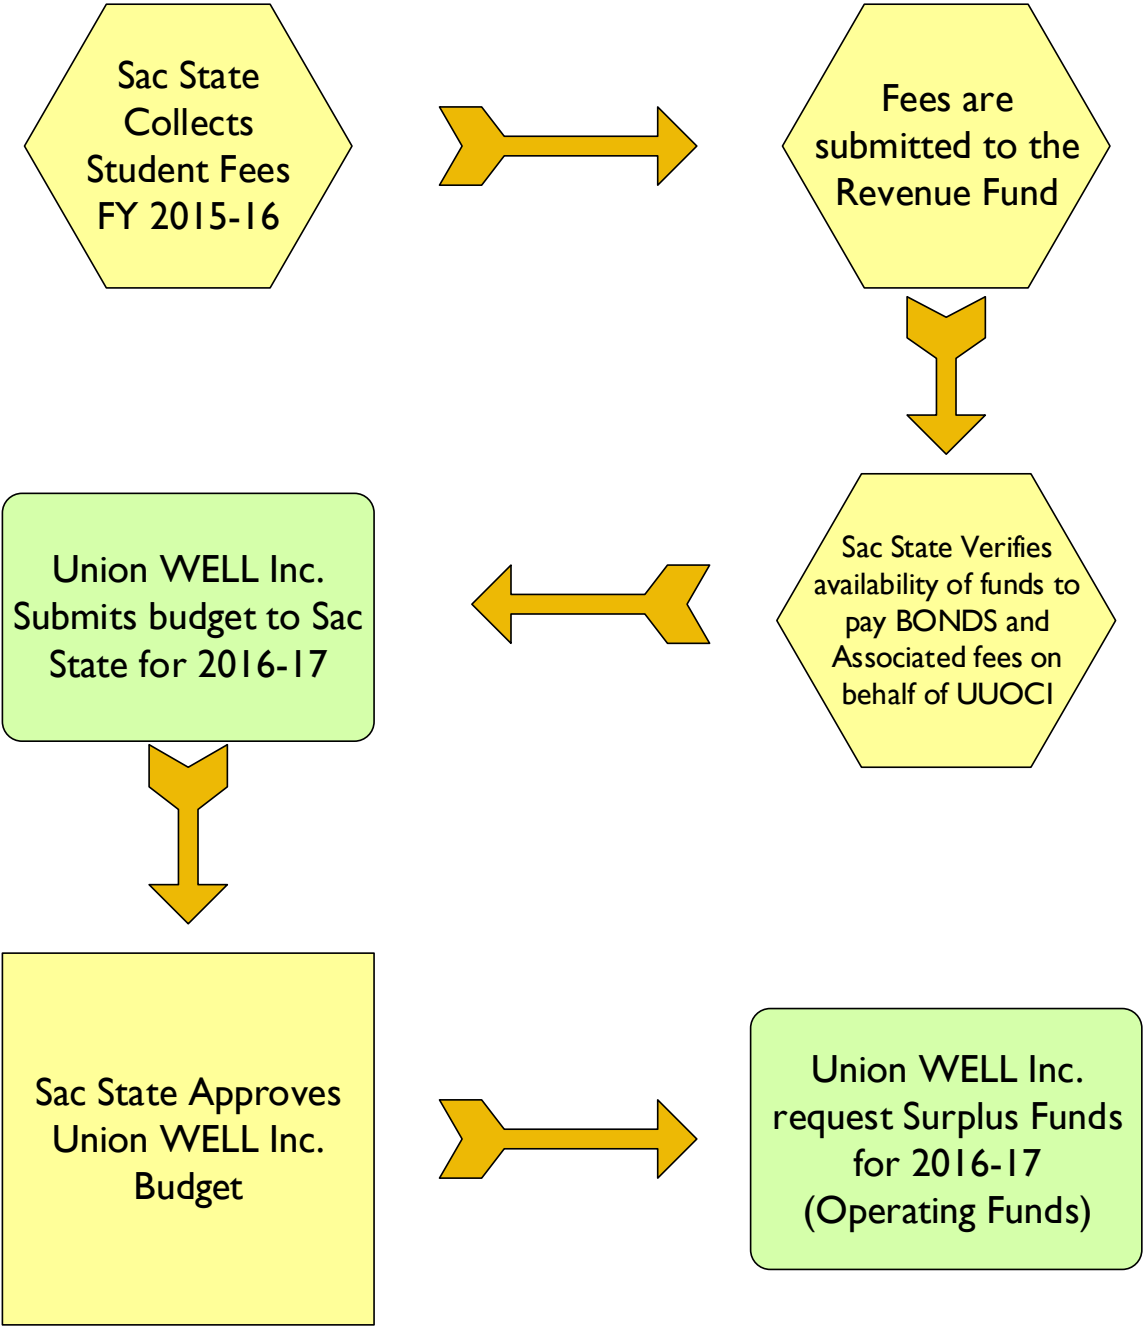 Sac State
Collects
Student Fees
FY 2015-16
Fees are
submitted to the
Revenue Fund
Sac State Verifies
availability of funds to
pay BONDS and
Associated fees on
behalf of UUOCI
Union WELL Inc.
Submits budget to Sac
State for 2016-17
Sac State Approves
Union WELL Inc.
Budget
Union WELL Inc.
request Surplus Funds
for 2016-17
(Operating Funds)